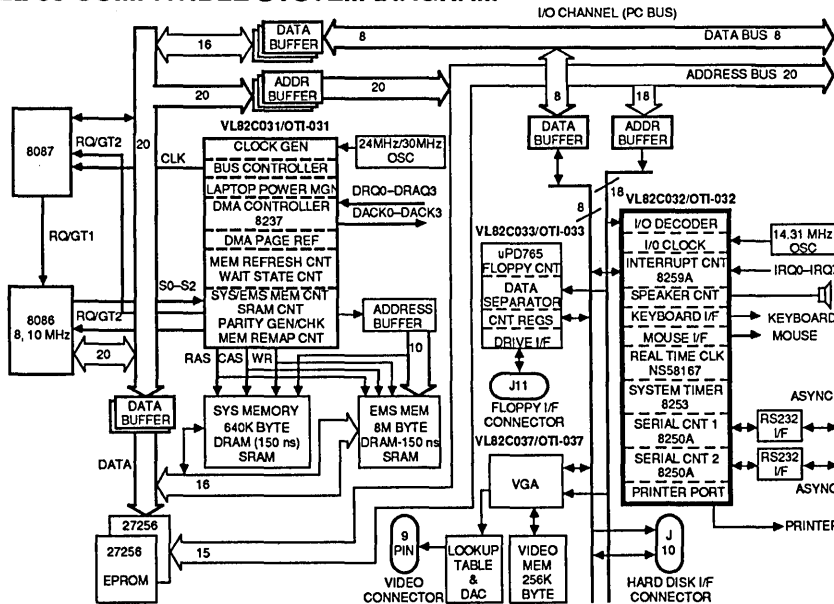 I/O CHANNEL (PC BUS)
16
DATA BUFFER
8
DATA BUS 8
ADDRESS BUS 20
20
ADDR BUFFER
20
8
18
VL82C031/OTI-031
DATA BUFFER
ADDR BUFFER
8087
RQ/GT2
20
CLK
CLOCK GEN
24MHz/30MHz
OSC
BUS CONTROLLER
LAPTOP POWER MGN
DRQ0–DRAQ3
DMA CONTROLLER
8237
DACK0–DACK3
DMA PAGE REF
MEM REFRESH CNT
WAIT STATE CNT
SYS/EMS MEM CNT
SRAM CNT
PARITY GEN/CHK
MEM REMAP CNT
RQ/GT1
S0–S2
RQ/GT2
8086
8, 10 MHz
20
ADDRESS BUFFER
10
RAS CAS WR
18
8
VL82C033/OTI-033
uPD765
FLOPPY CNT
DATA SEPARATOR
CNT REGS
DRIVE I/F
J11
FLOPPY I/F
CONNECTOR
VL82C032/OTI-032
I/O DECODER
I/O CLOCK
14.31 MHz
OSC
INTERRUPT CNT
8259A
SPEAKER CNT
KEYBOARD I/F
KEYBOARD
MOUSE I/F
MOUSE
REAL TIME CLK
NS58167
SYSTEM TIMER
8253
SERIAL CNT 1
8250A
RS232 I/F
ASYNC
SERIAL CNT 2
8250A
RS232 I/F
ASYNC
PRINTER PORT
PRINTER
DATA BUFFER
DATA
SYS MEMORY
640K BYTE
DRAM (150 ns)
SRAM
EMS MEM
8M BYTE
DRAM-150 ns
SRAM
16
VL82C037/OTI-037
VGA
27256
27256
EPROM
15
9 PIN
VIDEO CONNECTOR
LOOKUP TABLE & DAC
VIDEO MEM 256K BYTE
J 10
HARD DISK I/F
CONNECTOR